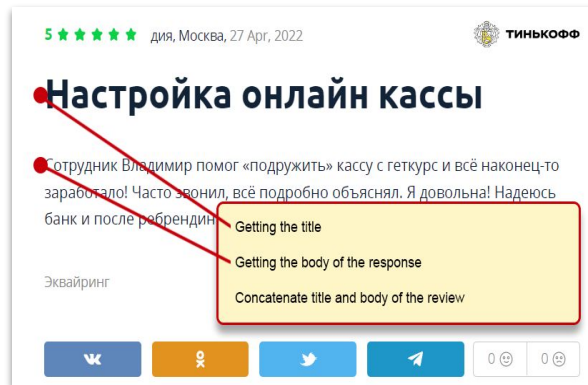 5 дия, Москва, 27 Apr, 2022
ТИНЬКОФФ
Настройка онлайн кассы
Сотрудник Владимир помог «подружить» кассу с геткурс и всё наконец-то
заработало! Часто звонил, всё подробно объяснял. Я довольна! Надеюсь
банк и после ребрендин
Getting the title
Getting the body of the response
Concatenate title and body of the review
Эквайринг
0 0